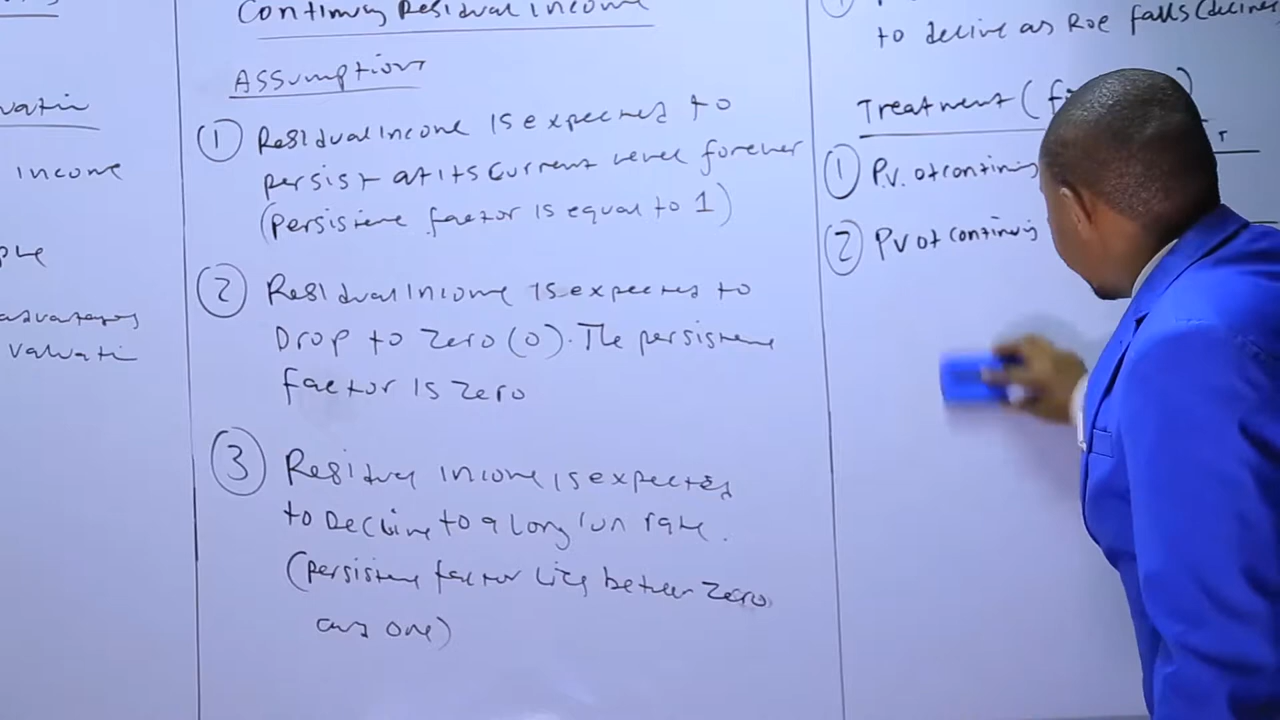 income
Continuing Residual Income
Assumption
① Residual Income is expected to
persist at its current level forever
(persistence factor is equal to 1)
② Residual Income is expected to
Drop to Zero (0). The persistence
factor is zero
③ Residual income is expected
to Decline to a long run rate.
(persistence factor lies between zero
and one)
to decline as ROE falls (declines
Treatment (
① P.V. of continuing
② PV of continuing